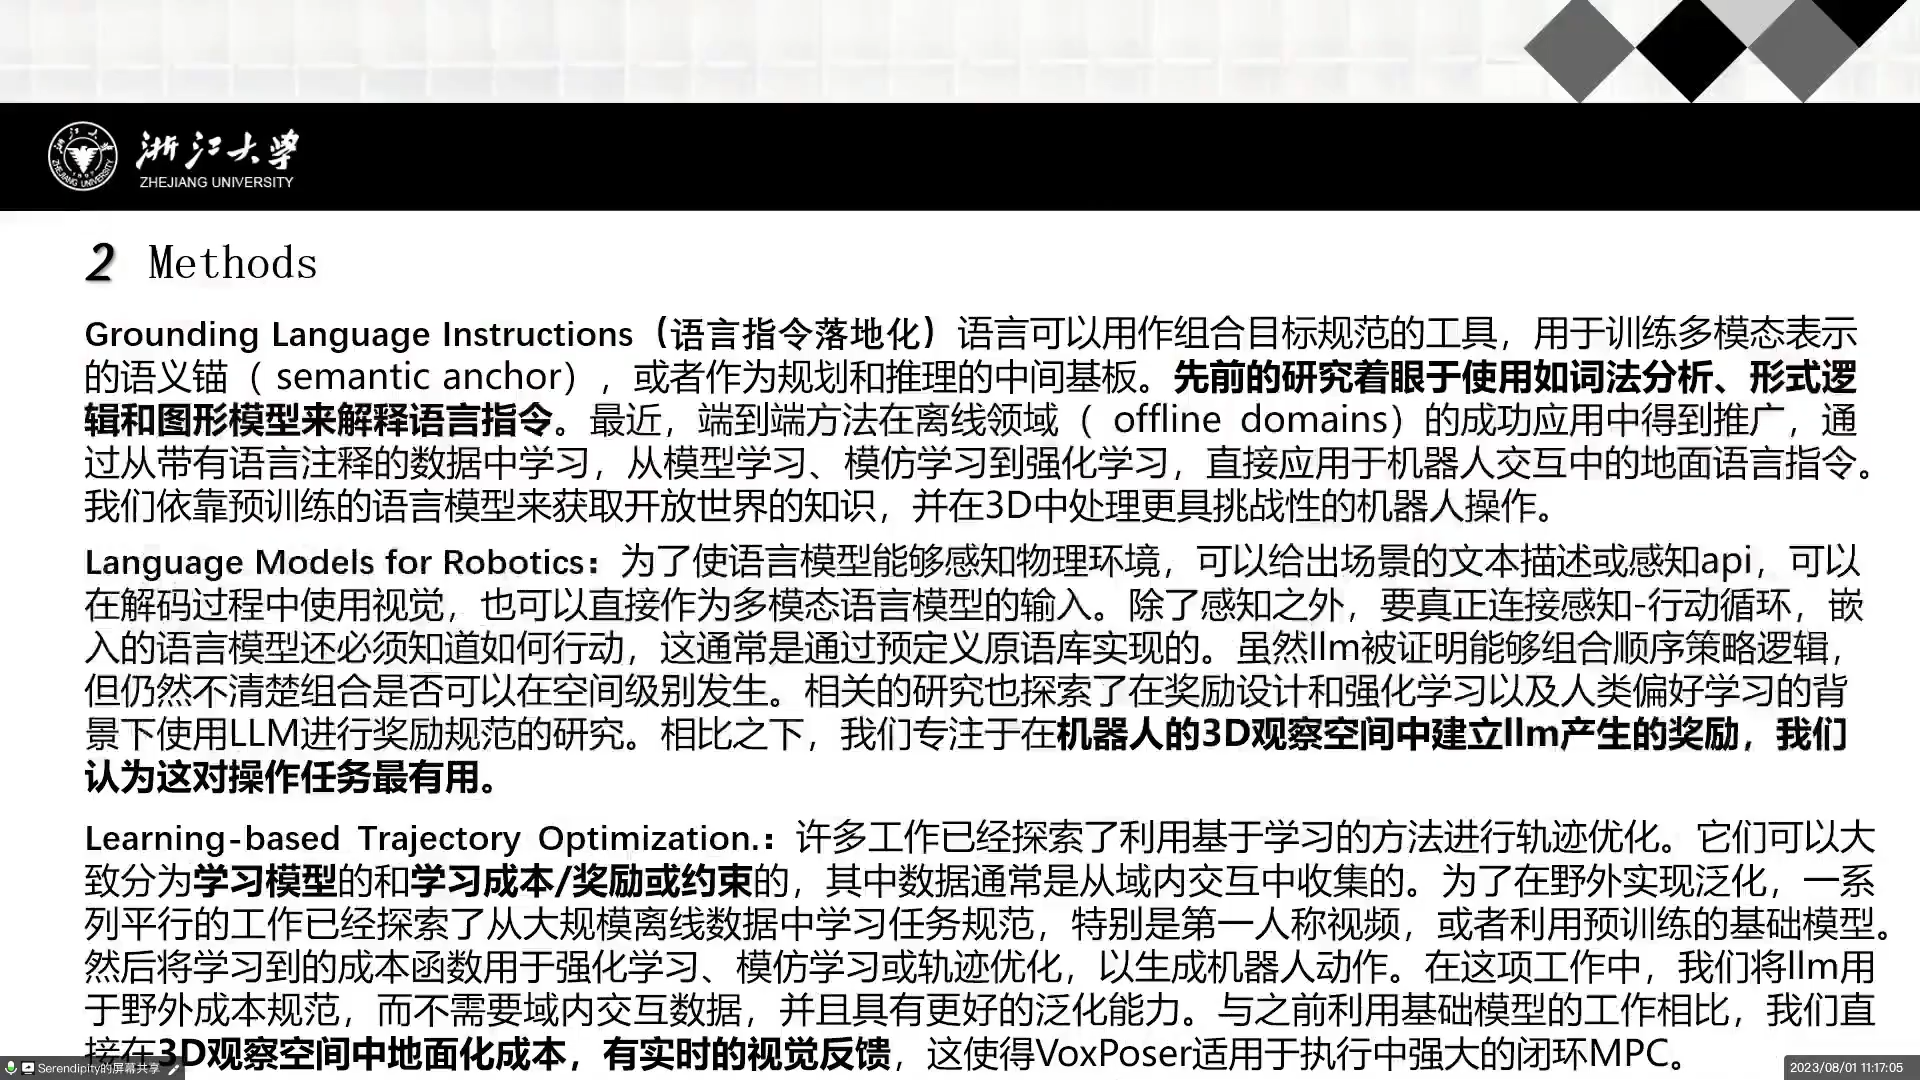 浙江大学
ZHEJIANG UNIVERSITY
2 Methods
Grounding Language Instructions（语言指令落地化）语言可以用作组合目标规范的工具，用于训练多模态表示
的语义锚（ semantic anchor），或者作为规划和推理的中间基板。先前的研究着眼于使用如词法分析、形式逻
辑和图形模型来解释语言指令。最近，端到端方法在离线领域（ offline domains）的成功应用中得到推广，通
过从带有语言注释的数据中学习，从模型学习、模仿学习到强化学习，直接应用于机器人交互中的地面语言指令。
我们依靠预训练的语言模型来获取开放世界的知识，并在3D中处理更具挑战性的机器人操作。
Language Models for Robotics：为了使语言模型能够感知物理环境，可以给出场景的文本描述或感知api，可以
在解码过程中使用视觉，也可以直接作为多模态语言模型的输入。除了感知之外，要真正连接感知-行动循环，嵌
入的语言模型还必须知道如何行动，这通常是通过预定义原语库实现的。虽然llm被证明能够组合顺序策略逻辑，
但仍然不清楚组合是否可以在空间级别发生。相关的研究也探索了在奖励设计和强化学习以及人类偏好学习的背
景下使用LLM进行奖励规范的研究。相比之下，我们专注于在机器人的3D观察空间中建立llm产生的奖励，我们
认为这对操作任务最有用。
Learning-based Trajectory Optimization.：许多工作已经探索了利用基于学习的方法进行轨迹优化。它们可以大
致分为学习模型的和学习成本/奖励或约束的，其中数据通常是从域内交互中收集的。为了在野外实现泛化，一系
列平行的工作已经探索了从大规模离线数据中学习任务规范，特别是第一人称视频，或者利用预训练的基础模型。
然后将学习到的成本函数用于强化学习、模仿学习或轨迹优化，以生成机器人动作。在这项工作中，我们将llm用
于野外成本规范，而不需要域内交互数据，并且具有更好的泛化能力。与之前利用基础模型的工作相比，我们直
接在3D观察空间中地面化成本，有实时的视觉反馈，这使得VoxPoser适用于执行中强大的闭环MPC。
Serendipity的屏幕共享
2023/08/01 11:17:05